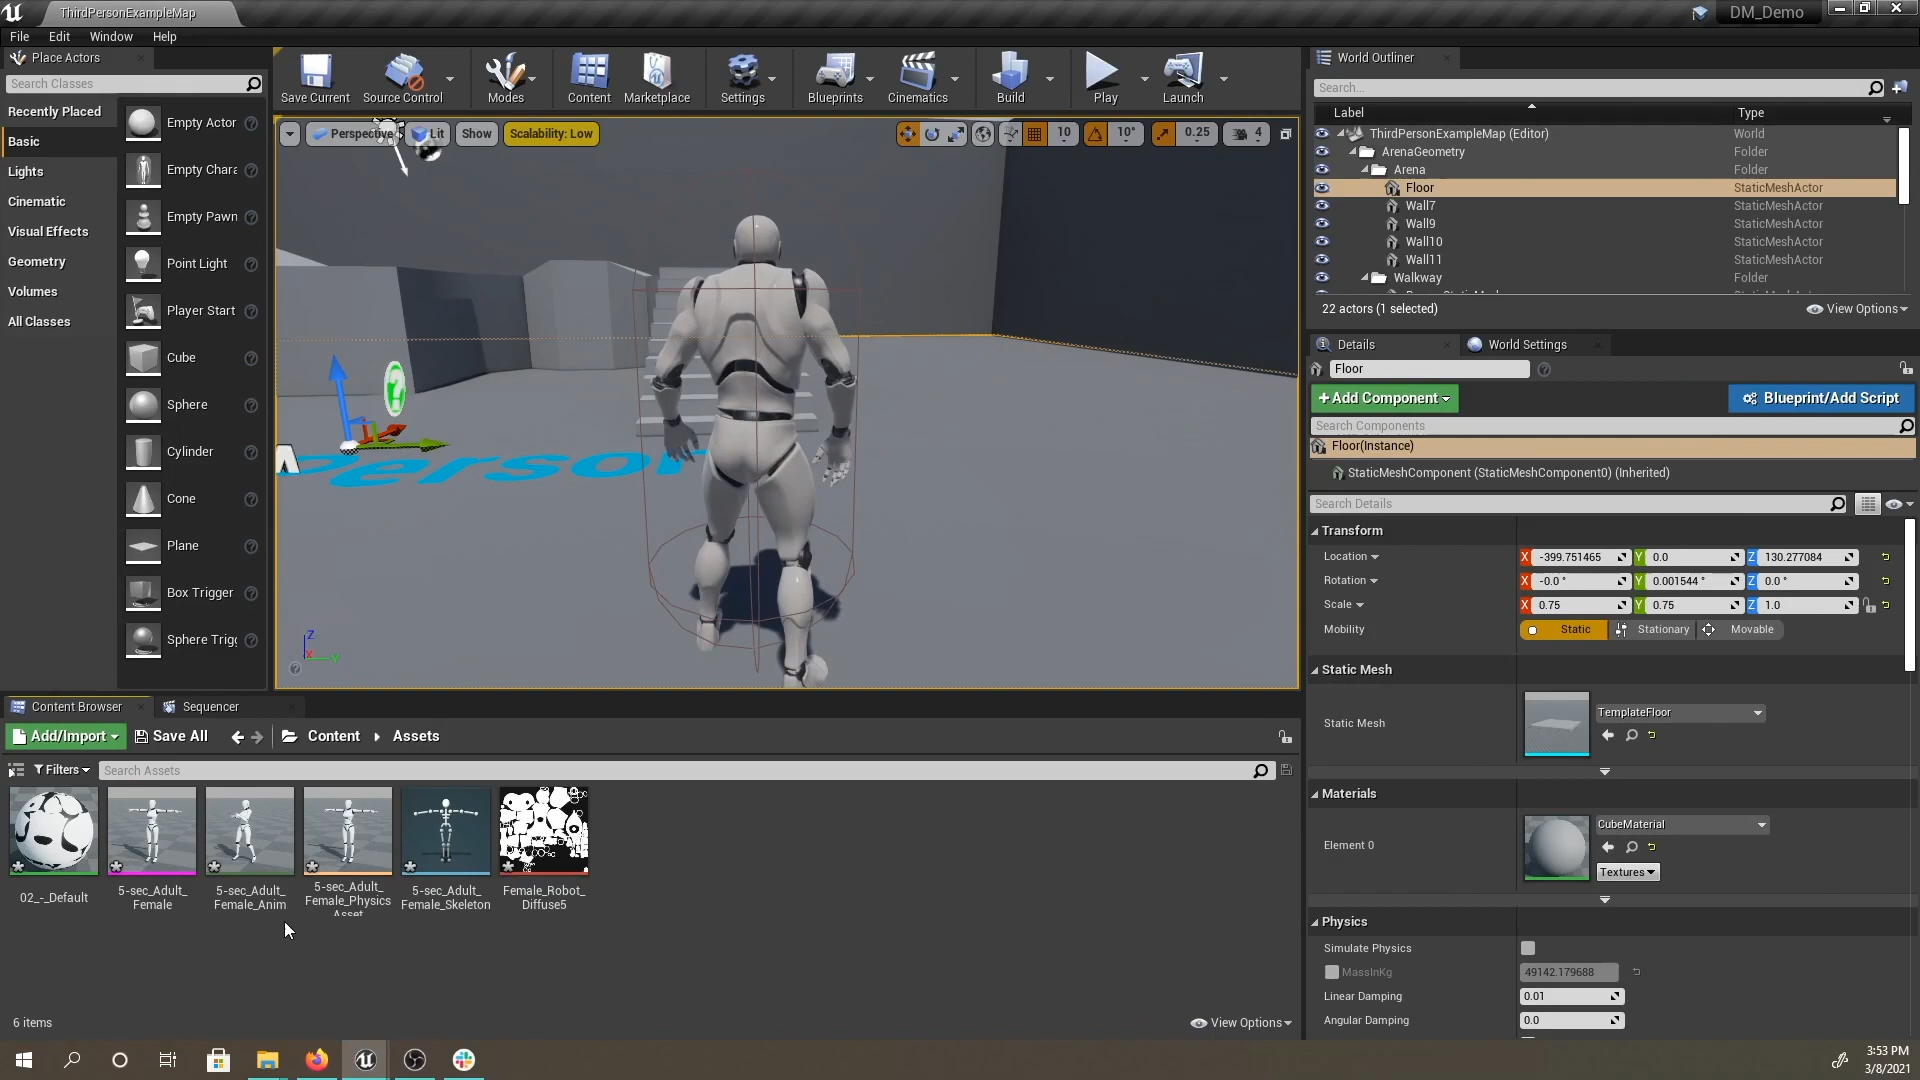 ThirdPersonExampleMap
DM_Demo
File Edit Window Help
Place Actors
Search Classes
Recently Placed
Basic
Lights
Cinematic
Visual Effects
Geometry
Volumes
All Classes
Empty Actor
Empty Chara
Empty Pawn
Point Light
Player Start
Cube
Sphere
Cylinder
Cone
Plane
Box Trigger
Sphere Trigg
Save Current
Source Control
Modes
Content
Marketplace
Settings
Blueprints
Cinematics
Build
Play
Launch
Perspective
Lit
Show
Scalability: Low
10
10°
0.25
4
Person
Z
X
Y
World Outliner
Search...
Label Type
ThirdPersonExampleMap (Editor) World
ArenaGeometry Folder
Arena Folder
Floor StaticMeshActor
Wall7 StaticMeshActor
Wall9 StaticMeshActor
Wall10 StaticMeshActor
Wall11 StaticMeshActor
Walkway Folder
22 actors (1 selected)
View Options
Details
World Settings
Floor
+Add Component
Blueprint/Add Script
Search Components
Floor(Instance)
StaticMeshComponent (StaticMeshComponent0) (Inherited)
Search Details
Transform
Location X -399.751465 Y 0.0 Z 130.277084
Rotation X -0.0 ° Y 0.001544 ° Z 0.0 °
Scale X 0.75 Y 0.75 Z 1.0
Mobility Static Stationary Movable
Static Mesh
Static Mesh TemplateFloor
Materials
Element 0 CubeMaterial
Textures
Physics
Simulate Physics
MassInKg 49142.179688
Linear Damping 0.01
Angular Damping 0.0
Content Browser
Sequencer
Add/Import
Save All
Content
Assets
Filters
Search Assets
02_-_Default
5-sec_Adult_
Female
5-sec_Adult_
Female_Anim
5-sec_Adult_
Female_Physics
Asset
5-sec_Adult_
Female_Skeleton
Female_Robot_
Diffuse5
6 items
View Options
3:53 PM
3/8/2021